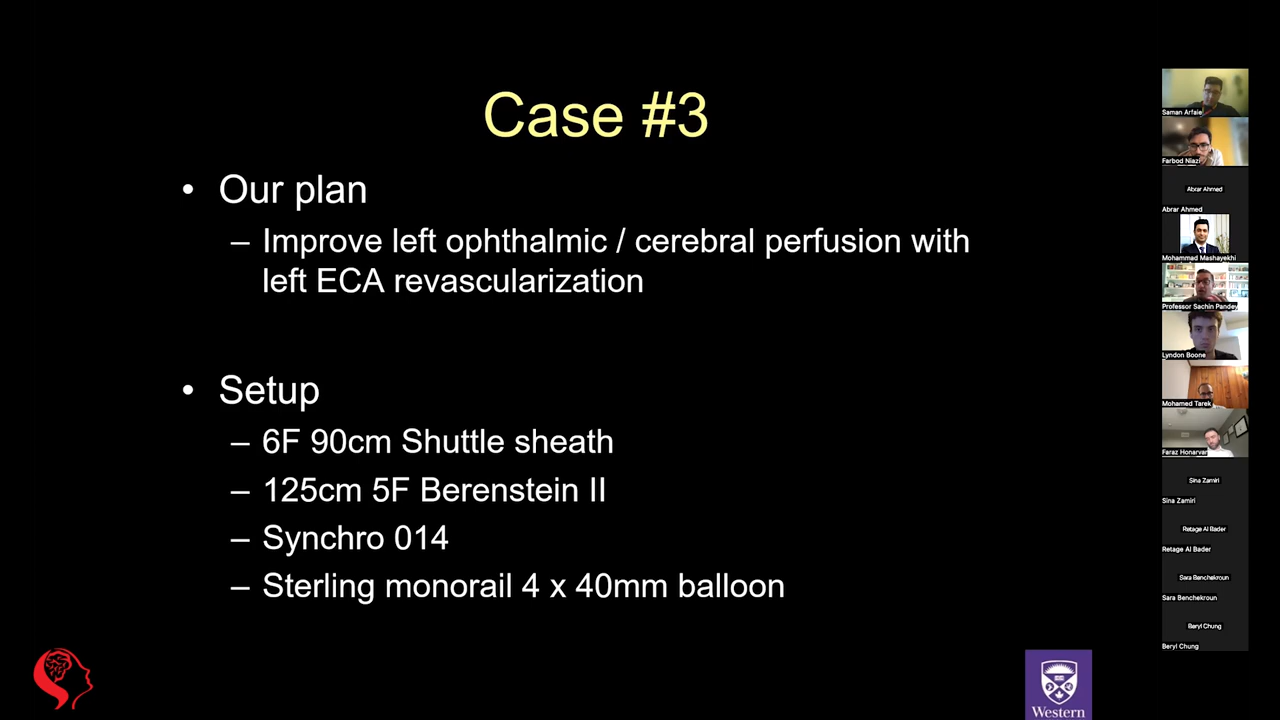 Case #3
• Our plan
– Improve left ophthalmic / cerebral perfusion with
left ECA revascularization
• Setup
– 6F 90cm Shuttle sheath
– 125cm 5F Berenstein II
– Synchro 014
– Sterling monorail 4 x 40mm balloon
Western
Saman Arfaie
Farbod Niazi
Abrar Ahmed
Abrar Ahmed
Mohammad Mashayekhi
Professor Sachin Pandey
Lyndon Boone
Mohamed Tarek
Faraz Honarvar
Sina Zamiri
Sina Zamiri
Retage Al Bader
Retage Al Bader
Sara Benchekroun
Sara Benchekroun
Beryl Chung
Beryl Chung